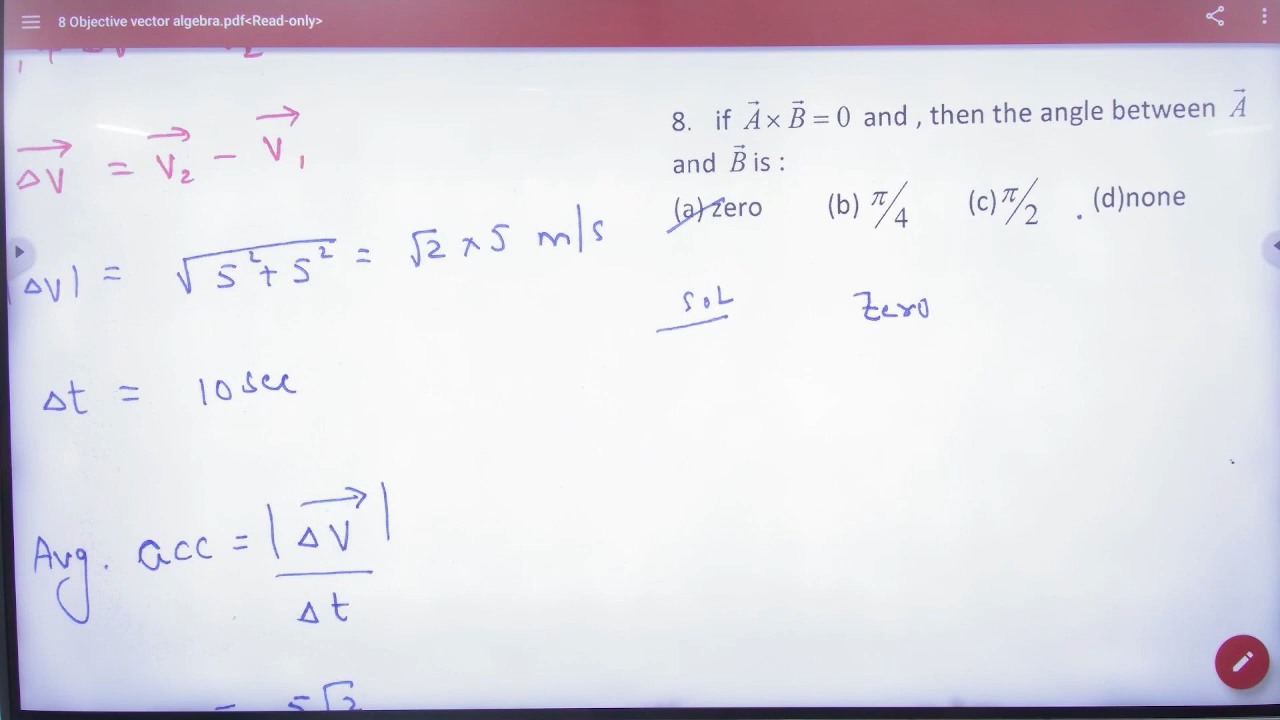 8 Objective vector algebra.pdf<Read-only>
→ΔV = →V₂ - →V₁
|ΔV| = √5² + 5² = √2 × 5 m/s
Δt = 10 sec
Avg. acc = |→ΔV|
Δt
= 5√2
8. if →A × →B = 0 and , then the angle between →A
and →B is :
(a) zero (b) π/4 (c) π/2 . (d)none
Sol Zero